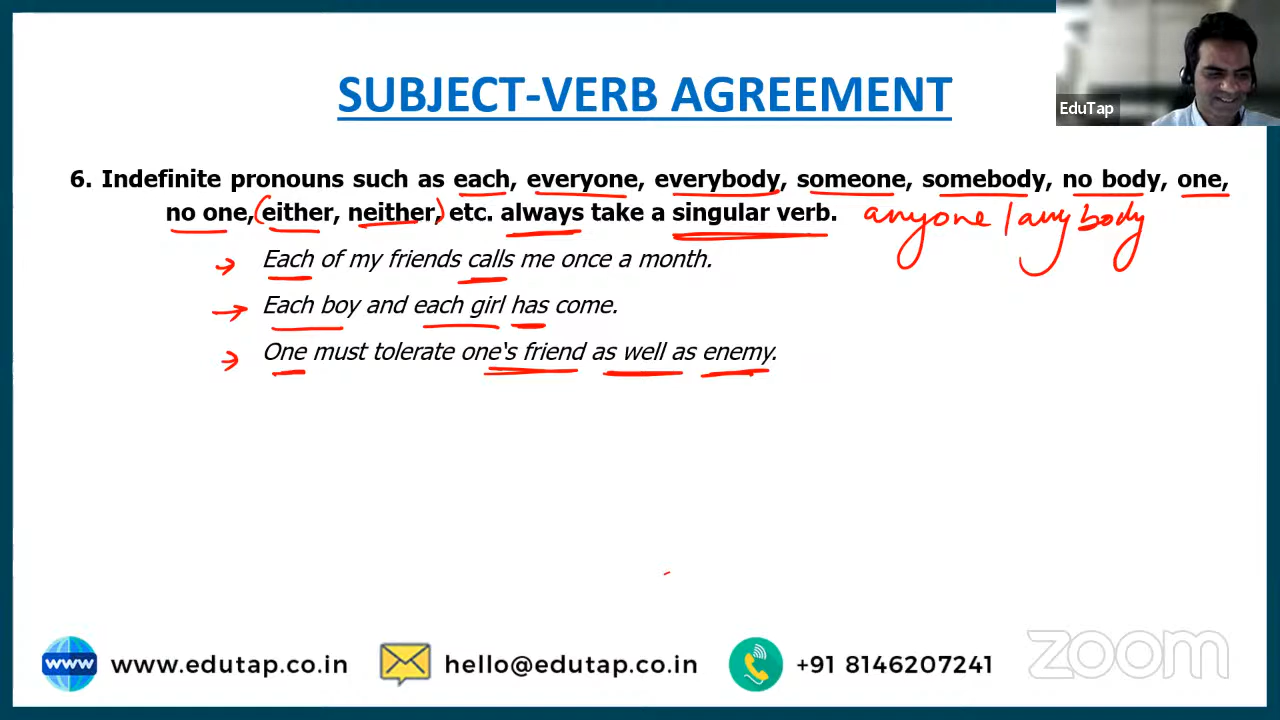 SUBJECT-VERB AGREEMENT
EduTap
6. Indefinite pronouns such as each, everyone, everybody, someone, somebody, no body, one,
no one, (either, neither,) etc. always take a singular verb. anyone / any body
Each of my friends calls me once a month.
Each boy and each girl has come.
One must tolerate one's friend as well as enemy.
www www.edutap.co.in hello@edutap.co.in +91 8146207241 zoom